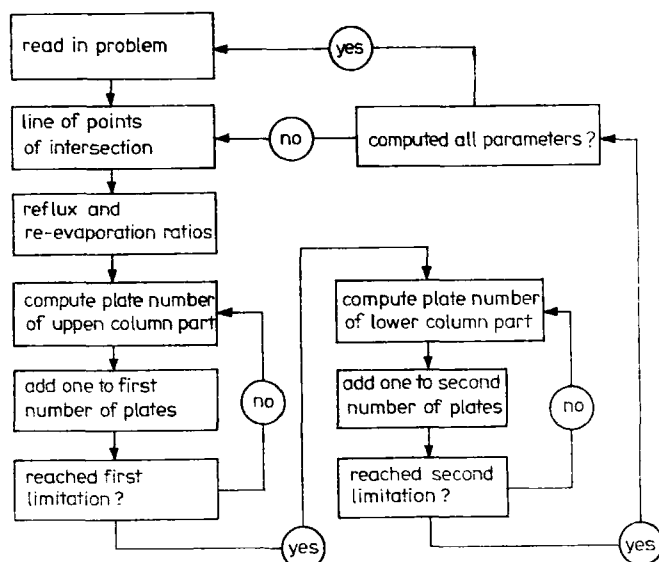 read in problem
yes
line of points
of intersection
no
computed all parameters ?
reflux and
re-evaporation ratios
compute plate number
of uppen column part
compute plate number
of lower column part
add one to first
number of plates
no
add one to second
number of plates
no
reached first
limitation ?
reached second
limitation ?
yes
yes